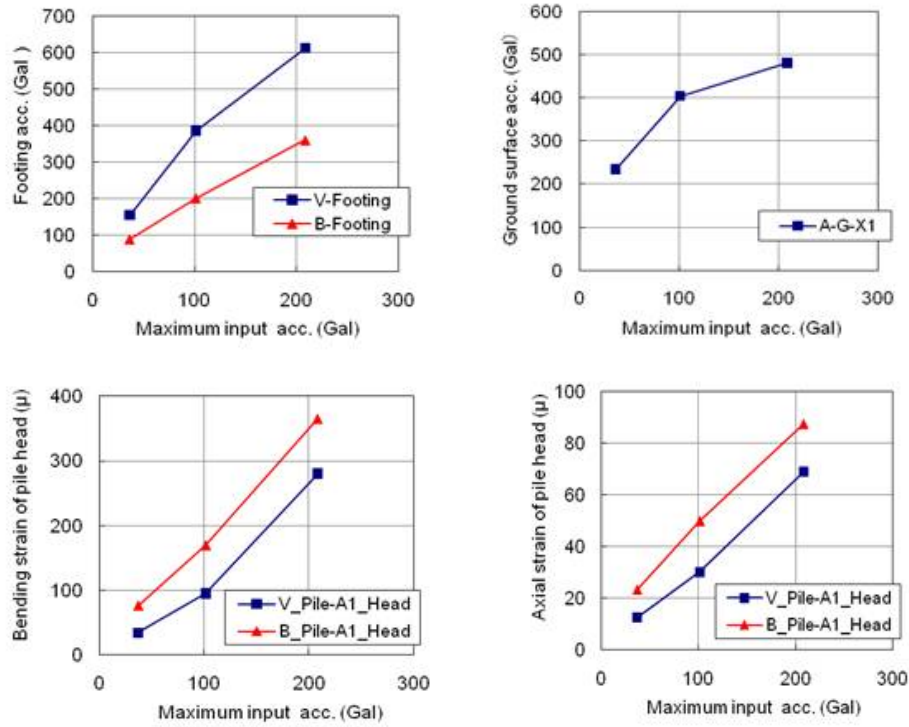 700
600
500
400
300
200
100
0
Footing acc. (Gal )
V-Footing
B-Footing
0 100 200 300
Maximum input acc. (Gal)
600
500
400
300
200
100
0
Ground surface acc. (Gal)
A-G-X1
0 100 200 300
Maximum input acc. (Gal)
400
300
200
100
0
Bending strain of pile head (μ)
V_Pile-A1_Head
B_Pile-A1_Head
0 100 200 300
Maximum input acc. (Gal)
100
80
60
40
20
0
Axial strain of pile head (μ)
V_Pile-A1_Head
B_Pile-A1_Head
0 100 200 300
Maximum input acc. (Gal)